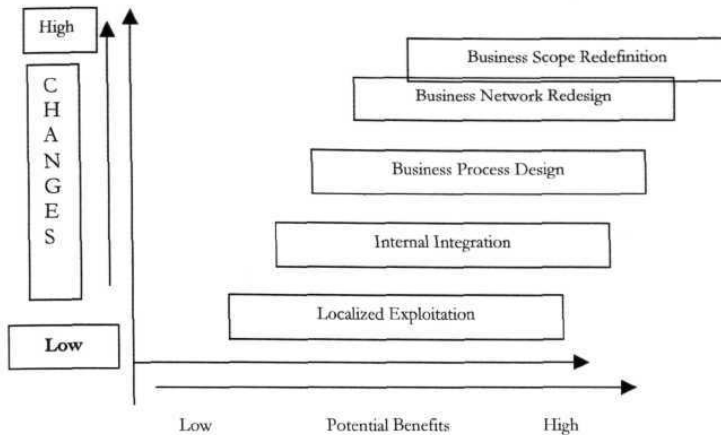 High
Business Scope Redefinition
Business Network Redesign
CHANGES
Business Process Design
Internal Integration
Localized Exploitation
Low
Low Potential Benefits High